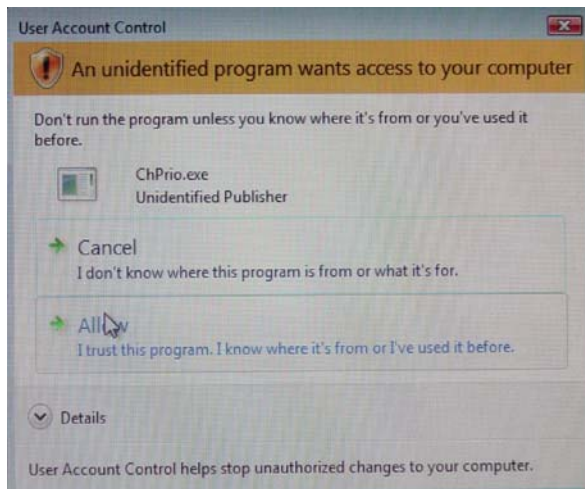 User Account Control
An unidentified program wants access to your computer
Don't run the program unless you know where it's from or you've used it
before.
ChPrio.exe
Unidentified Publisher
Cancel
I don't know where this program is from or what it's for.
Allow
I trust this program. I know where it's from or I've used it before.
Details
User Account Control helps stop unauthorized changes to your computer.